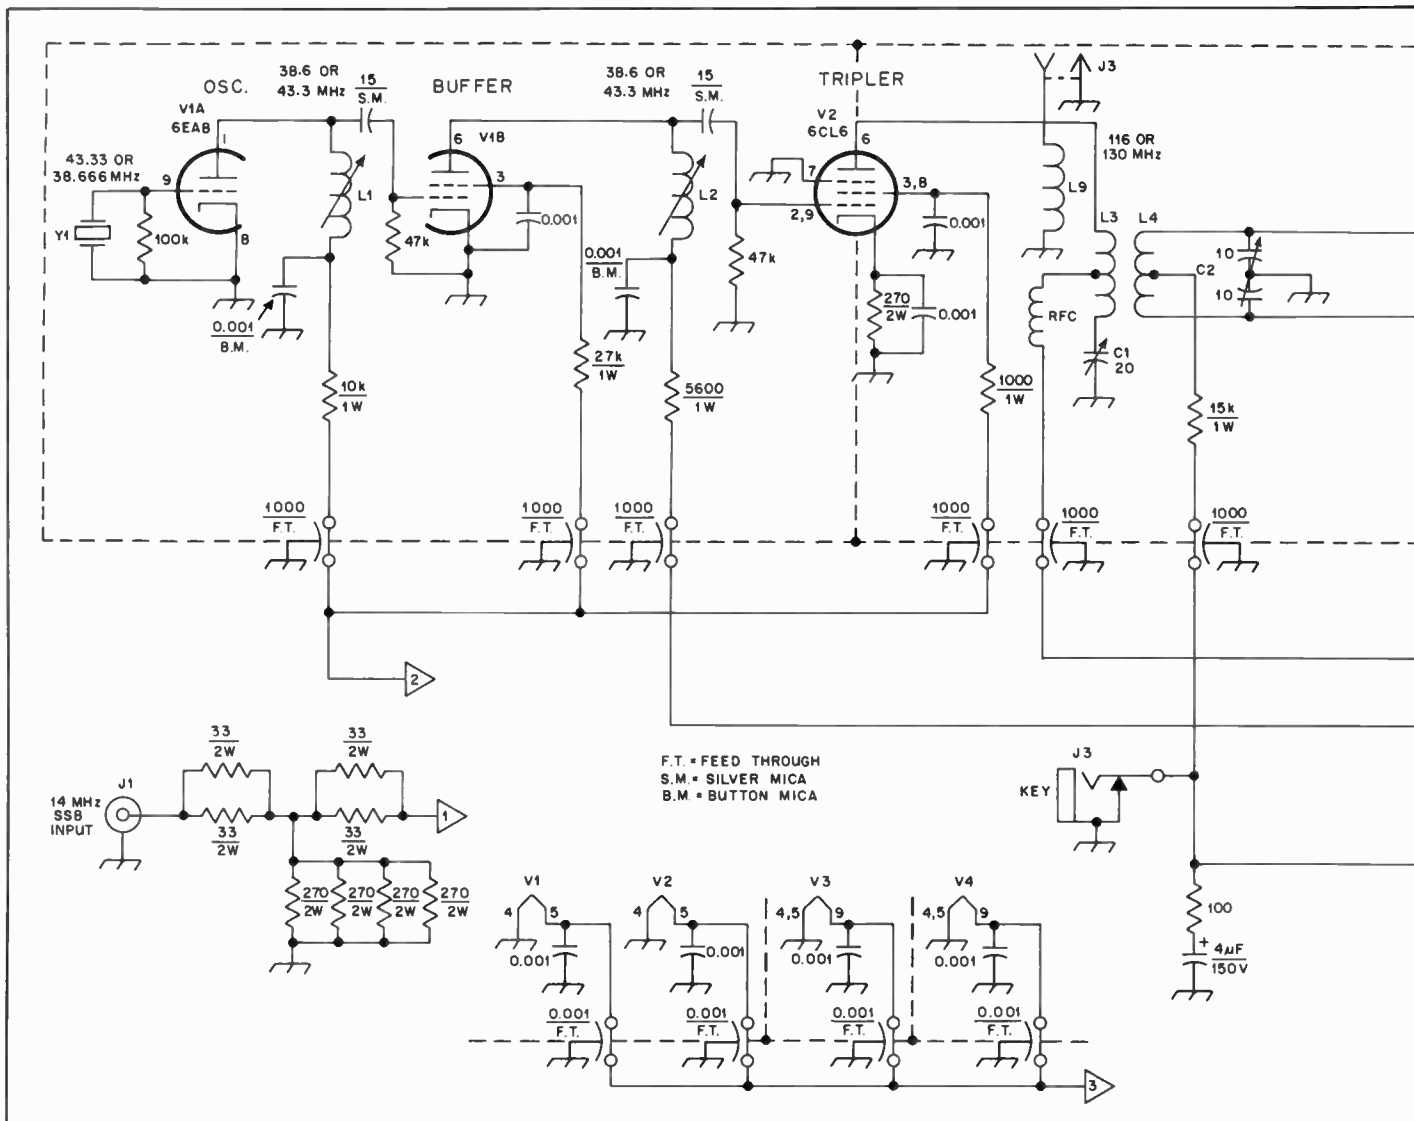 OSC.
V1A
6EA8
1
9
8
43.33 OR
38.666 MHz
Y1
100k
38.6 OR
43.3 MHz
15
S.M.
L1
0.001
B.M.
10k
1W
BUFFER
V1B
6
3
47k
0.001
27k
1W
38.6 OR
43.3 MHz
15
S.M.
L2
0.001
B.M.
5600
1W
47k
TRIPLER
V2
6CL6
6
7
3,8
2,9
0.001
270
2W
0.001
1000
1W
J3
116 OR
130 MHz
L9
L3
L4
RFC
C1
20
10
C2
10
15k
1W
1000
F.T.
1000
F.T.
1000
F.T.
1000
F.T.
1000
F.T.
1000
F.T.
2
J1
14 MHz
SSB
INPUT
33
2W
33
2W
33
2W
33
2W
1
270
2W
270
2W
270
2W
270
2W
F.T. = FEED THROUGH
S.M. = SILVER MICA
B.M. = BUTTON MICA
J3
KEY
100
+
4µF
150V
V1
4
5
0.001
V2
4
5
0.001
V3
4,5
9
0.001
V4
4,5
9
0.001
0.001
F.T.
0.001
F.T.
0.001
F.T.
0.001
F.T.
3